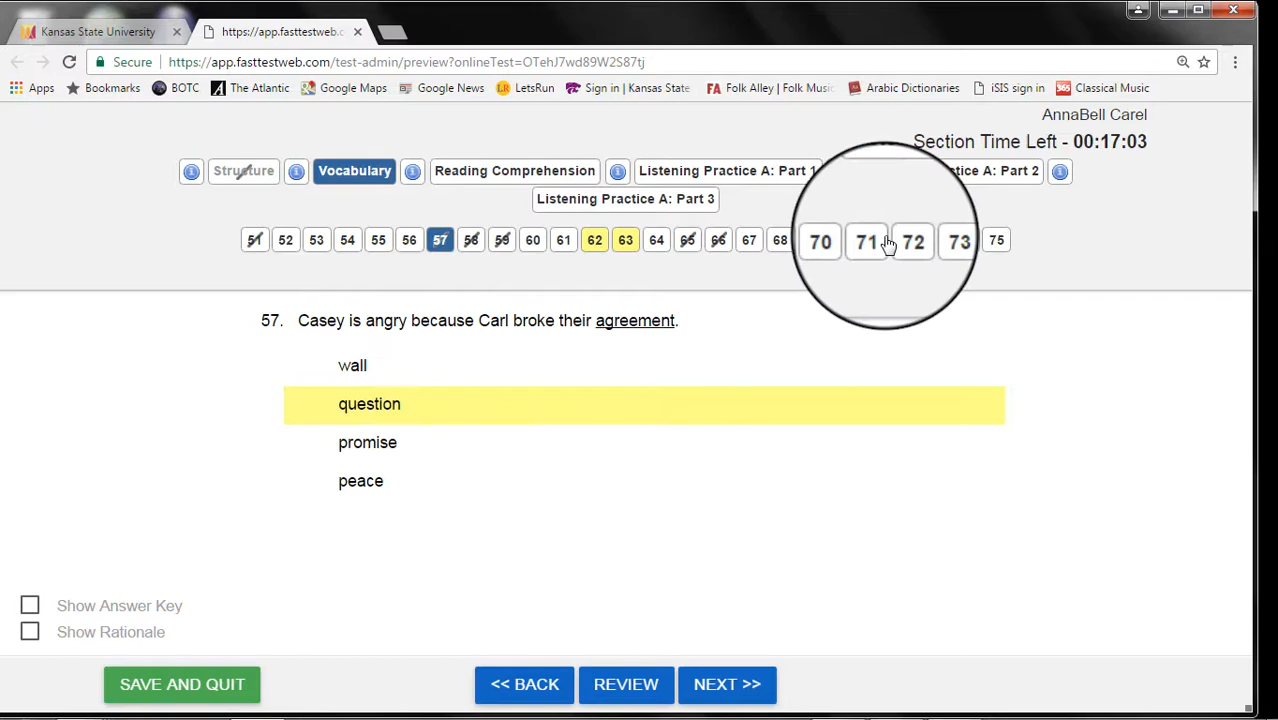 Kansas State University https://app.fasttestweb.c
Secure https://app.fasttestweb.com/test-admin/preview?onlineTest=OTehJ7wd89W2S87tj
Apps Bookmarks BOTC The Atlantic Google Maps Google News LetsRun Sign in | Kansas State Folk Alley | Folk Music Arabic Dictionaries iSIS sign in Classical Music
AnnaBell Carel
Section Time Left - 00:17:03
Structure Vocabulary Reading Comprehension Listening Practice A: Part 1 ctice A: Part 2
Listening Practice A: Part 3
51 52 53 54 55 56 57 58 59 60 61 62 63 64 65 66 67 68 70 71 72 73 75
57. Casey is angry because Carl broke their agreement.
wall
question
promise
peace
Show Answer Key
Show Rationale
SAVE AND QUIT << BACK REVIEW NEXT >>